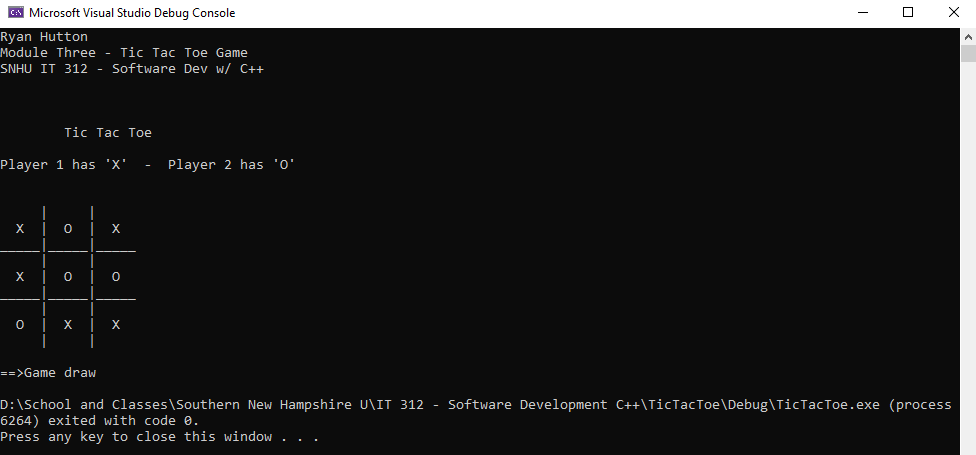 Microsoft Visual Studio Debug Console
Ryan Hutton
Module Three - Tic Tac Toe Game
SNHU IT 312 - Software Dev w/ C++
Tic Tac Toe
Player 1 has 'X'  -  Player 2 has 'O'
     |     |
  X  |  O  |  X
_____|_____|_____
     |     |
  X  |  O  |  O
_____|_____|_____
     |     |
  O  |  X  |  X
     |     |
==>Game draw
D:\School and Classes\Southern New Hampshire U\IT 312 - Software Development C++\TicTacToe\Debug\TicTacToe.exe (process
6264) exited with code 0.
Press any key to close this window . . .